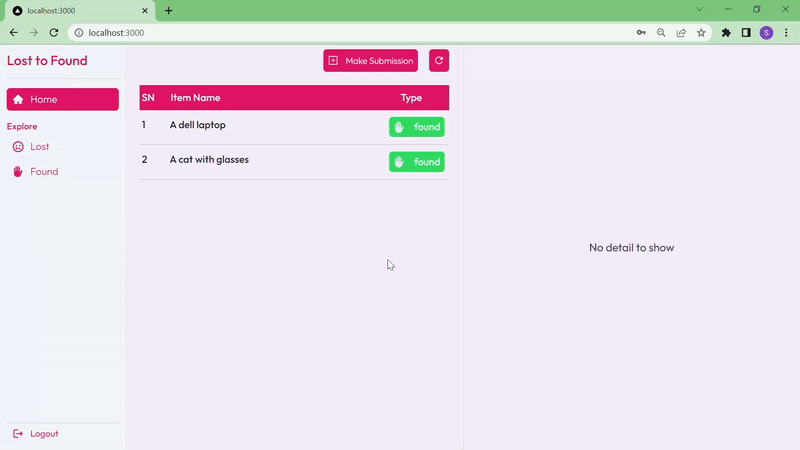 localhost:3000
localhost:3000
S
Lost to Found
Home
Explore
Lost
Found
Logout
Make Submission
SN Item Name Type
1 A dell laptop found
2 A cat with glasses found
No detail to show